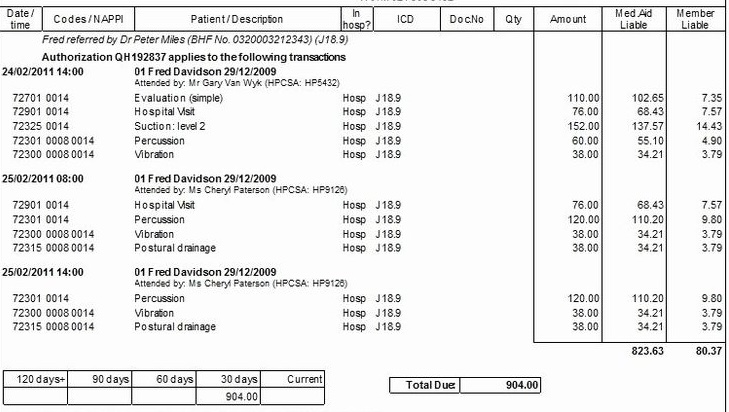 Date / time Codes / NAPPI Patient / Description In hosp? ICD Doc.No Qty Amount Med.Aid Liable Member Liable
Fred referred by Dr Peter Miles (BHF No. 0320003212343) (J18.9)
Authorization QH192837 applies to the following transactions
24/02/2011 14:00 01 Fred Davidson 29/12/2009
Attended by: Mr Gary Van Wyk (HPCSA: HP5432)
72701 0014 Evaluation (simple) Hosp J18.9 110.00 102.65 7.35
72901 0014 Hospital Visit Hosp J18.9 76.00 68.43 7.57
72325 0014 Suction: level 2 Hosp J18.9 152.00 137.57 14.43
72301 0008 0014 Percussion Hosp J18.9 60.00 55.10 4.90
72300 0008 0014 Vibration Hosp J18.9 38.00 34.21 3.79
25/02/2011 08:00 01 Fred Davidson 29/12/2009
Attended by: Ms Cheryl Paterson (HPCSA: HP9126)
72901 0014 Hospital Visit Hosp J18.9 76.00 68.43 7.57
72301 0014 Percussion Hosp J18.9 120.00 110.20 9.80
72300 0008 0014 Vibration Hosp J18.9 38.00 34.21 3.79
72315 0008 0014 Postural drainage Hosp J18.9 38.00 34.21 3.79
25/02/2011 14:00 01 Fred Davidson 29/12/2009
Attended by: Ms Cheryl Paterson (HPCSA: HP9126)
72301 0014 Percussion Hosp J18.9 120.00 110.20 9.80
72300 0008 0014 Vibration Hosp J18.9 38.00 34.21 3.79
72315 0008 0014 Postural drainage Hosp J18.9 38.00 34.21 3.79
823.63 80.37
120 days+ 90 days 60 days 30 days Current
904.00
Total Due: 904.00